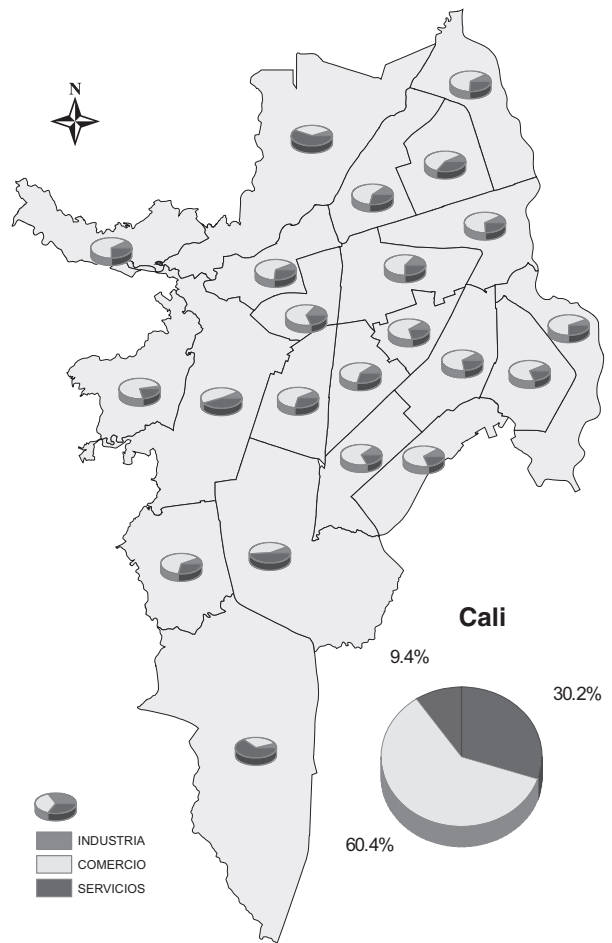 N
Cali
9.4%
30.2%
60.4%
INDUSTRIA
COMERCIO
SERVICIOS